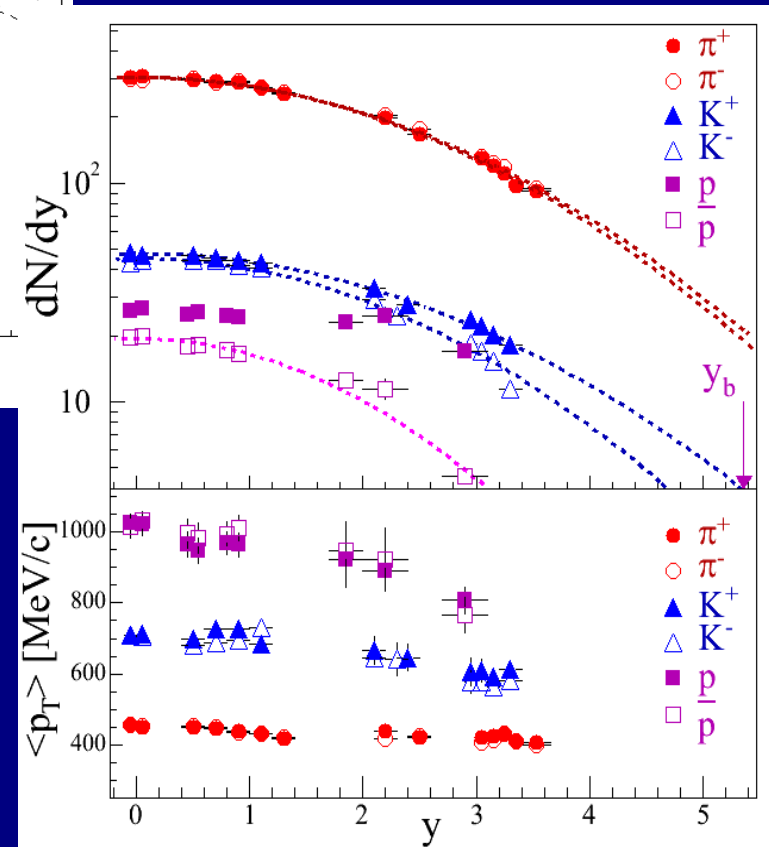 π+
π-
K+
K-
p
p̅
10²
10
dN/dy
y_b
π+
π-
K+
K-
p
p̅
1000
800
600
400
<p_T> [MeV/c]
0 1 2 3 4 5
y